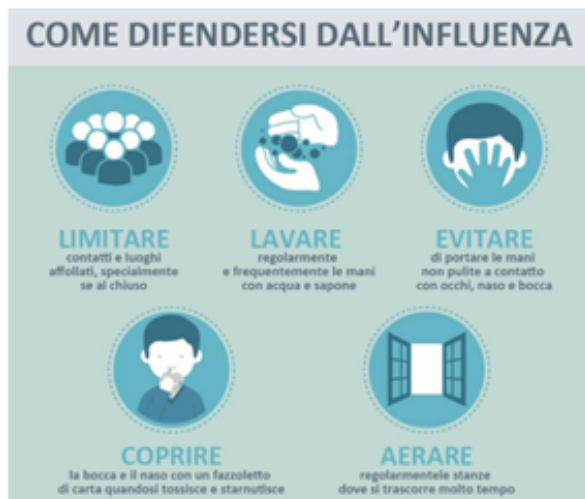 COME DIFENDERSI DALL'INFLUENZA
LIMITARE
contatti e luoghi
affollati, specialmente
se al chiuso
LAVARE
regolarmente
e frequentemente le mani
con acqua e sapone
EVITARE
di portare le mani
non pulite a contatto
con occhi, naso e bocca
COPRIRE
la bocca e il naso con un fazzoletto
di carta quandosi tossisce e starnutisce
AERARE
regolarmentele stanze
dove si trascorre molto tempo